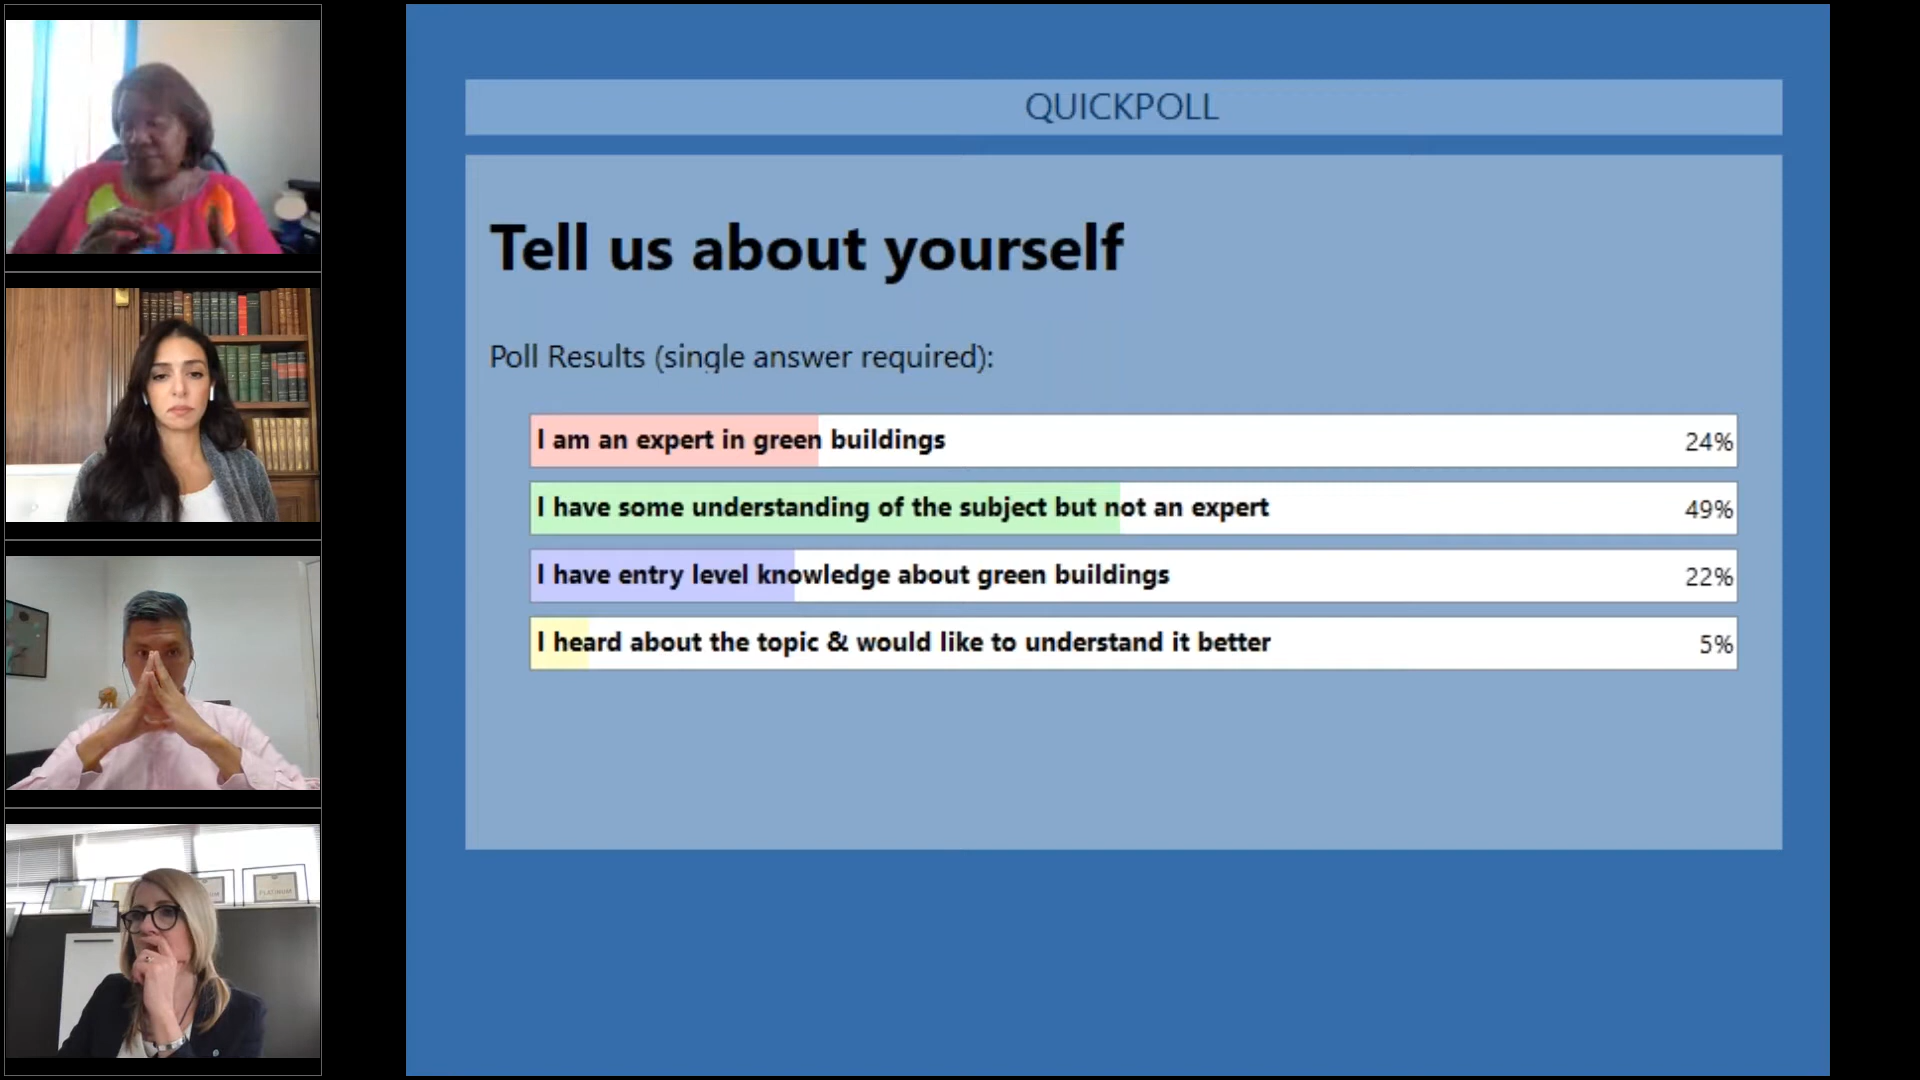 QUICKPOLL
Tell us about yourself
Poll Results (single answer required):
I am an expert in green buildings 24%
I have some understanding of the subject but not an expert 49%
I have entry level knowledge about green buildings 22%
I heard about the topic & would like to understand it better 5%
PLATINUM